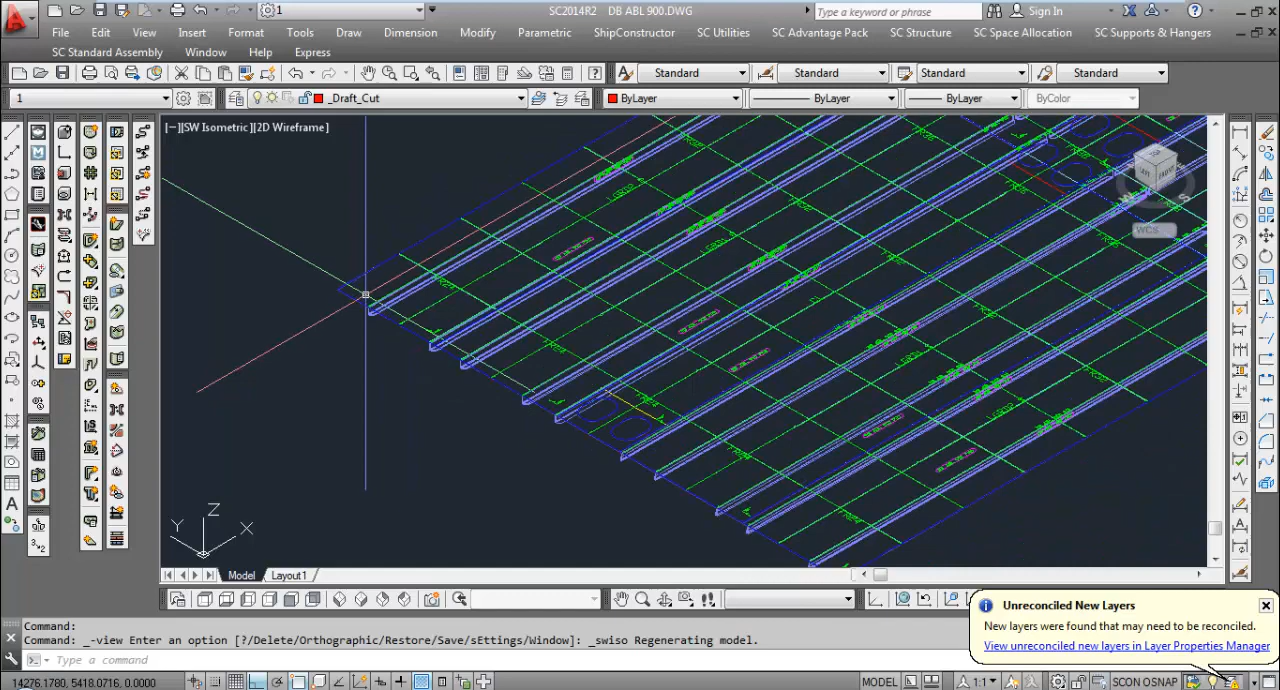 1
SC2014R2 DB ABL 900.DWG
Type a keyword or phrase
Sign In
File Edit View Insert Format Tools Draw Dimension Modify Parametric ShipConstructor SC Utilities SC Advantage Pack SC Structure SC Space Allocation SC Supports & Hangers
SC Standard Assembly Window Help Express
Standard Standard Standard Standard
1 _Draft_Cut ByLayer ByLayer ByLayer ByColor
[−][SW Isometric][2D Wireframe]
WCS
Z
Y X
Model Layout1
Unreconciled New Layers
New layers were found that may need to be reconciled.
View unreconciled new layers in Layer Properties Manager
Command:
Command: _-view Enter an option [?/Delete/Orthographic/Restore/Save/sEttings/Window]: _swiso Regenerating model.
Type a command
14276.1780, 5418.0716, 0.0000
MODEL 1:1 SCON OSNAP